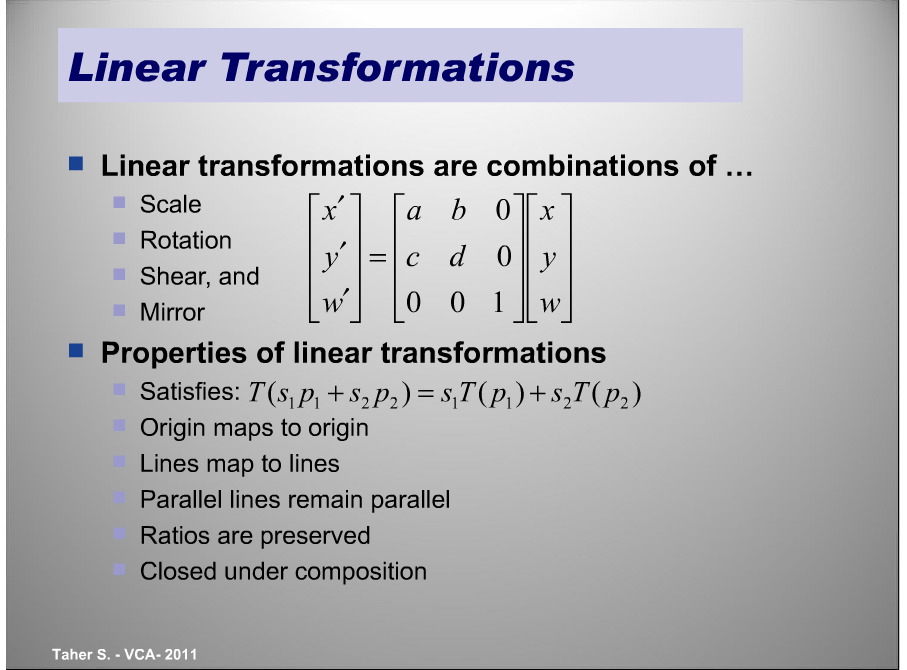 Linear Transformations
Linear transformations are combinations of …
Scale
Rotation
Shear, and
Mirror
[x′ y′ w′] = [a b 0; c d 0; 0 0 1] [x y w]
Properties of linear transformations
Satisfies: T(s₁p₁ + s₂p₂) = s₁T(p₁) + s₂T(p₂)
Origin maps to origin
Lines map to lines
Parallel lines remain parallel
Ratios are preserved
Closed under composition
Taher S. - VCA- 2011